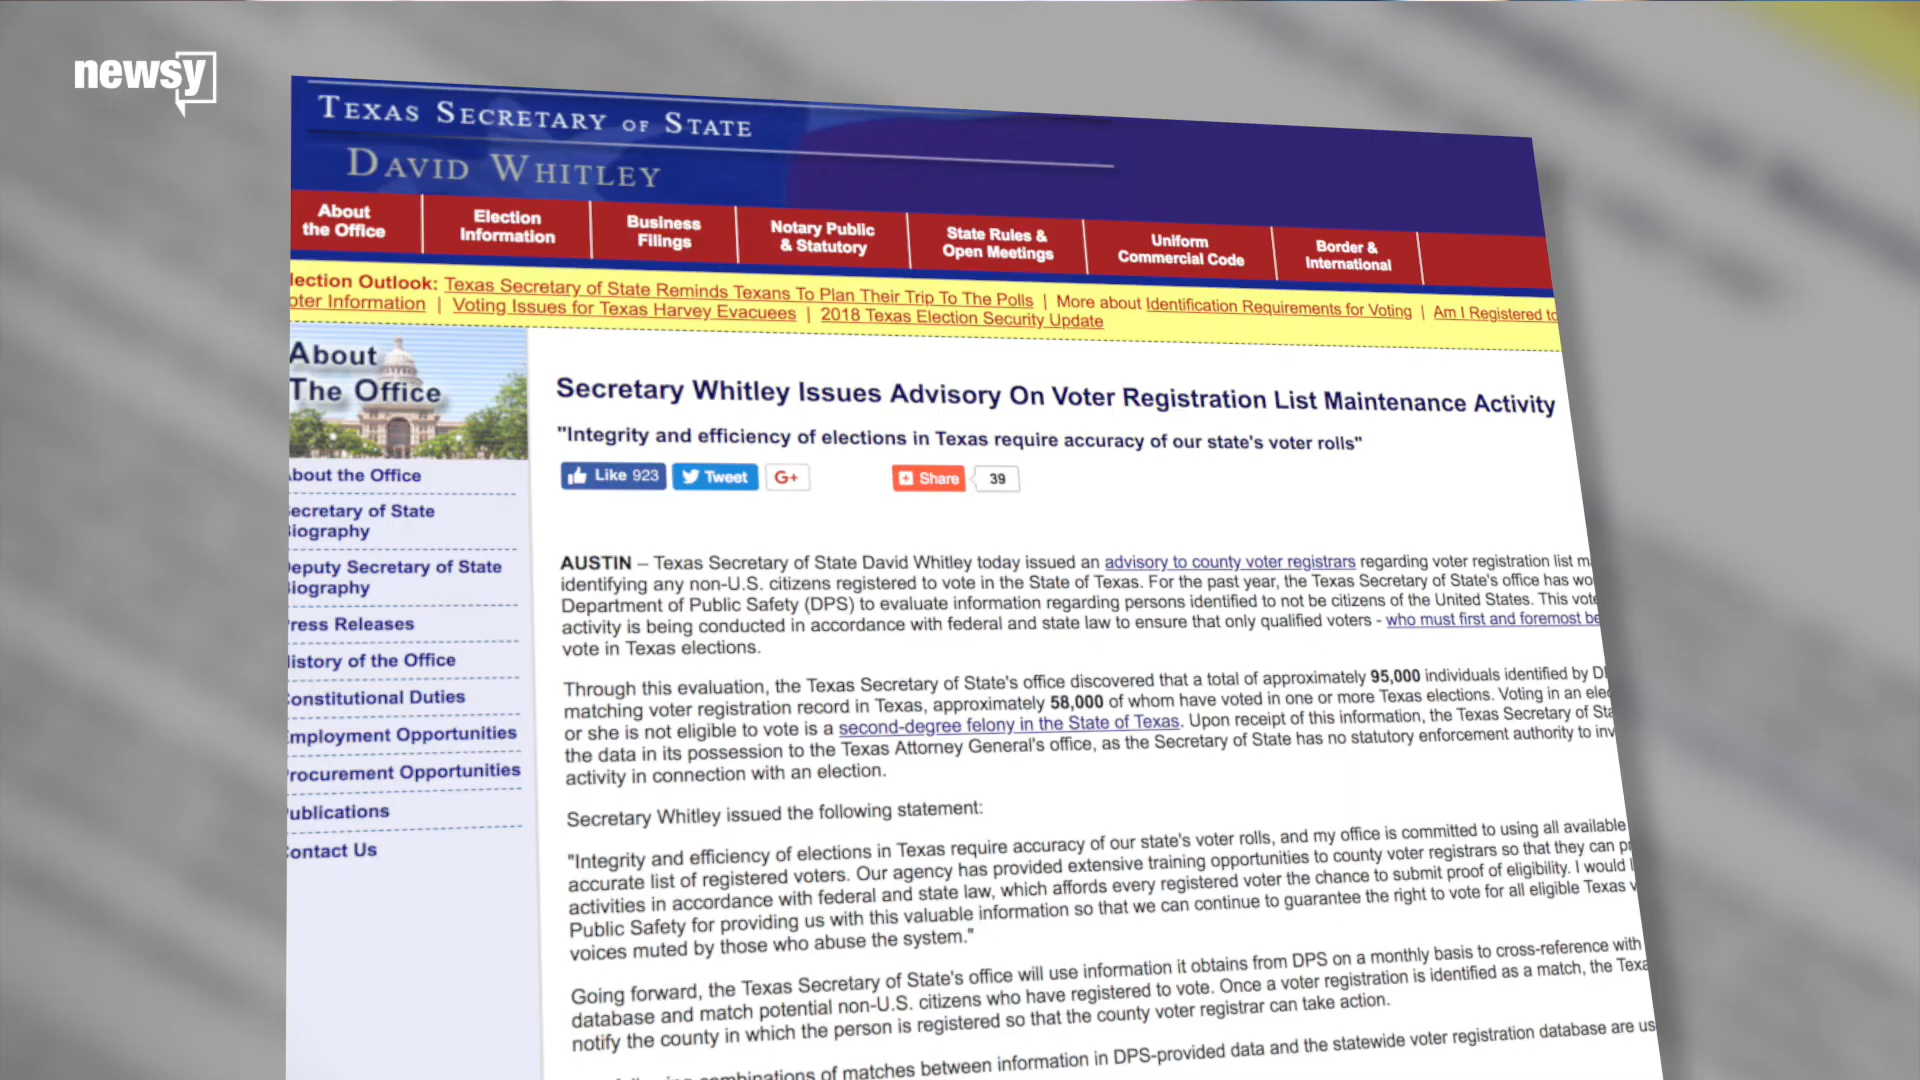 newsy
TEXAS SECRETARY OF STATE
DAVID WHITLEY
About
the Office
Election
Information
Business
Filings
Notary Public
& Statutory
State Rules &
Open Meetings
Uniform
Commercial Code
Border &
International
lection Outlook: Texas Secretary of State Reminds Texans To Plan Their Trip To The Polls | More about Identification Requirements for Voting | Am I Registered to
oter Information | Voting Issues for Texas Harvey Evacuees | 2018 Texas Election Security Update
About
The Office
About the Office
ecretary of State
iography
eputy Secretary of State
iography
ress Releases
istory of the Office
onstitutional Duties
mployment Opportunities
rocurement Opportunities
ublications
ontact Us
Secretary Whitley Issues Advisory On Voter Registration List Maintenance Activity
"Integrity and efficiency of elections in Texas require accuracy of our state's voter rolls"
Like 923 Tweet G+ Share 39
AUSTIN – Texas Secretary of State David Whitley today issued an advisory to county voter registrars regarding voter registration list m
identifying any non-U.S. citizens registered to vote in the State of Texas. For the past year, the Texas Secretary of State's office has wo
Department of Public Safety (DPS) to evaluate information regarding persons identified to not be citizens of the United States. This vote
activity is being conducted in accordance with federal and state law to ensure that only qualified voters - who must first and foremost be
vote in Texas elections.
Through this evaluation, the Texas Secretary of State's office discovered that a total of approximately 95,000 individuals identified by D
matching voter registration record in Texas, approximately 58,000 of whom have voted in one or more Texas elections. Voting in an elec
or she is not eligible to vote is a second-degree felony in the State of Texas. Upon receipt of this information, the Texas Secretary of Sta
the data in its possession to the Texas Attorney General's office, as the Secretary of State has no statutory enforcement authority to inv
activity in connection with an election.
Secretary Whitley issued the following statement:
"Integrity and efficiency of elections in Texas require accuracy of our state's voter rolls, and my office is committed to using all available
accurate list of registered voters. Our agency has provided extensive training opportunities to county voter registrars so that they can pr
activities in accordance with federal and state law, which affords every registered voter the chance to submit proof of eligibility. I would l
Public Safety for providing us with this valuable information so that we can continue to guarantee the right to vote for all eligible Texas v
voices muted by those who abuse the system."
Going forward, the Texas Secretary of State's office will use information it obtains from DPS on a monthly basis to cross-reference with
database and match potential non-U.S. citizens who have registered to vote. Once a voter registration is identified as a match, the Texa
notify the county in which the person is registered so that the county voter registrar can take action.
combinations of matches between information in DPS-provided data and the statewide voter registration database are us